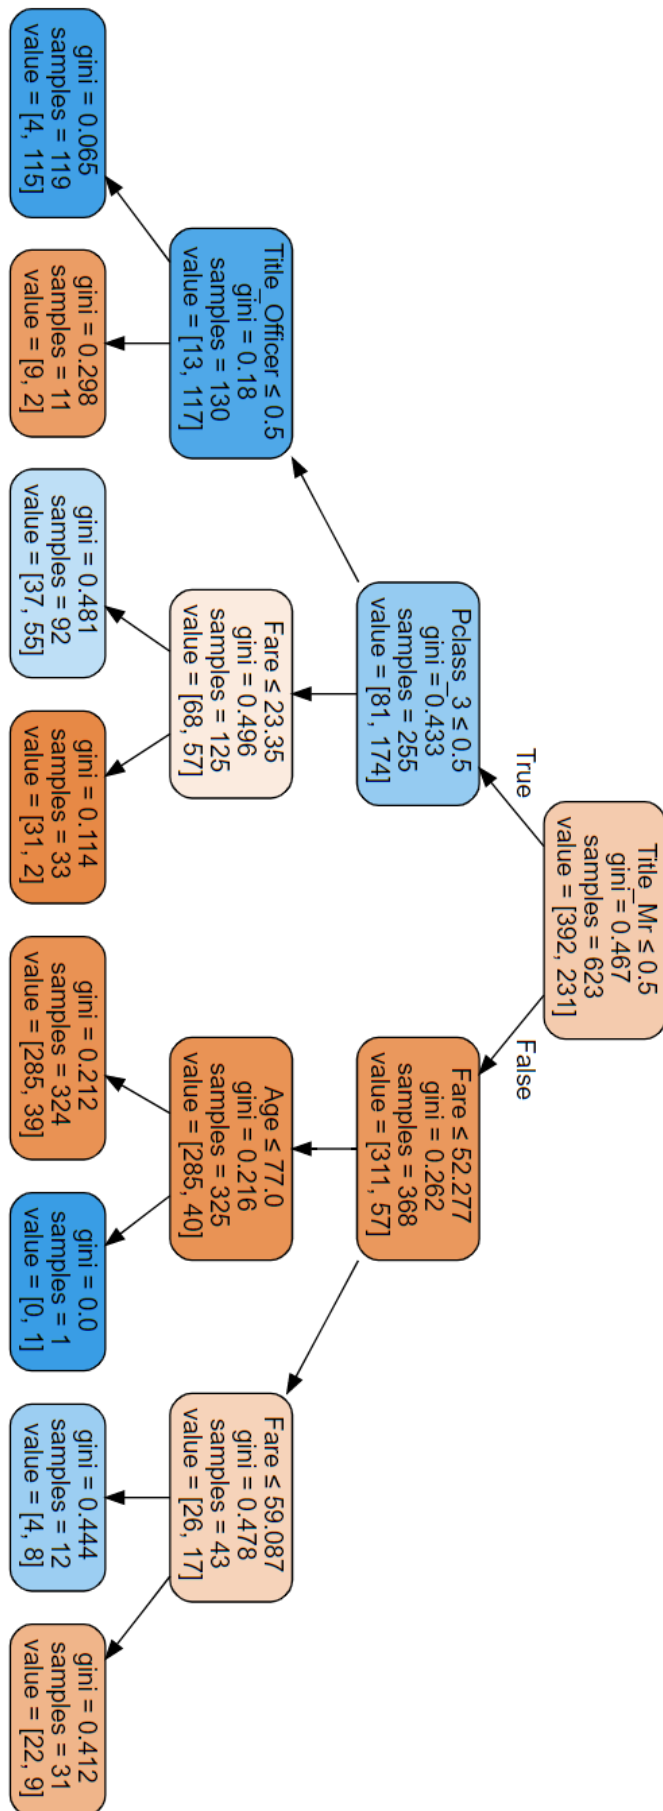 Title_Mr ≤ 0.5
gini = 0.467
samples = 623
value = [392, 231]
True
False
Pclass_3 ≤ 0.5
gini = 0.433
samples = 255
value = [81, 174]
Fare ≤ 52.277
gini = 0.262
samples = 368
value = [311, 57]
Title_Officer ≤ 0.5
gini = 0.18
samples = 130
value = [13, 117]
Fare ≤ 23.35
gini = 0.496
samples = 125
value = [68, 57]
Age ≤ 77.0
gini = 0.216
samples = 325
value = [285, 40]
Fare ≤ 59.087
gini = 0.478
samples = 43
value = [26, 17]
gini = 0.065
samples = 119
value = [4, 115]
gini = 0.298
samples = 11
value = [9, 2]
gini = 0.481
samples = 92
value = [37, 55]
gini = 0.114
samples = 33
value = [31, 2]
gini = 0.212
samples = 324
value = [285, 39]
gini = 0.0
samples = 1
value = [0, 1]
gini = 0.444
samples = 12
value = [4, 8]
gini = 0.412
samples = 31
value = [22, 9]